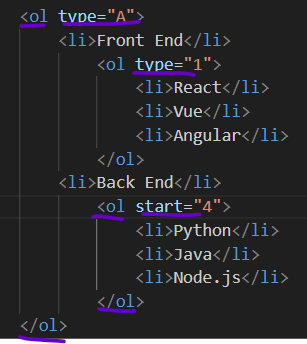 <ol type="A">
<li>Front End</li>
<ol type="1">
<li>React</li>
<li>Vue</li>
<li>Angular</li>
</ol>
<li>Back End</li>
<ol start="4">
<li>Python</li>
<li>Java</li>
<li>Node.js</li>
</ol>
</ol>